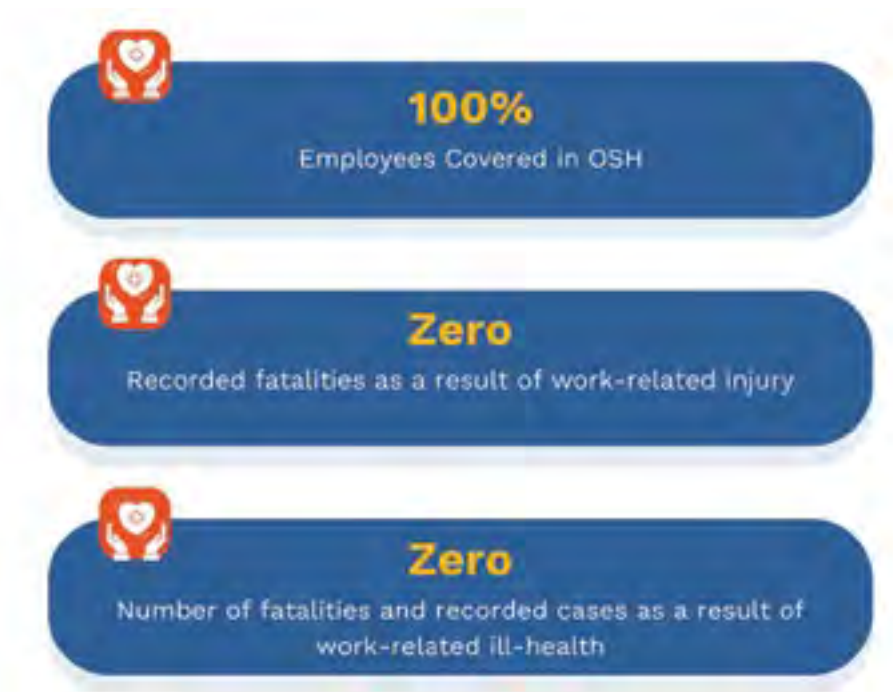 100%
Employees Covered in OSH
Zero
Recorded fatalities as a result of work-related injury
Zero
Number of fatalities and recorded cases as a result of
work-related ill-health